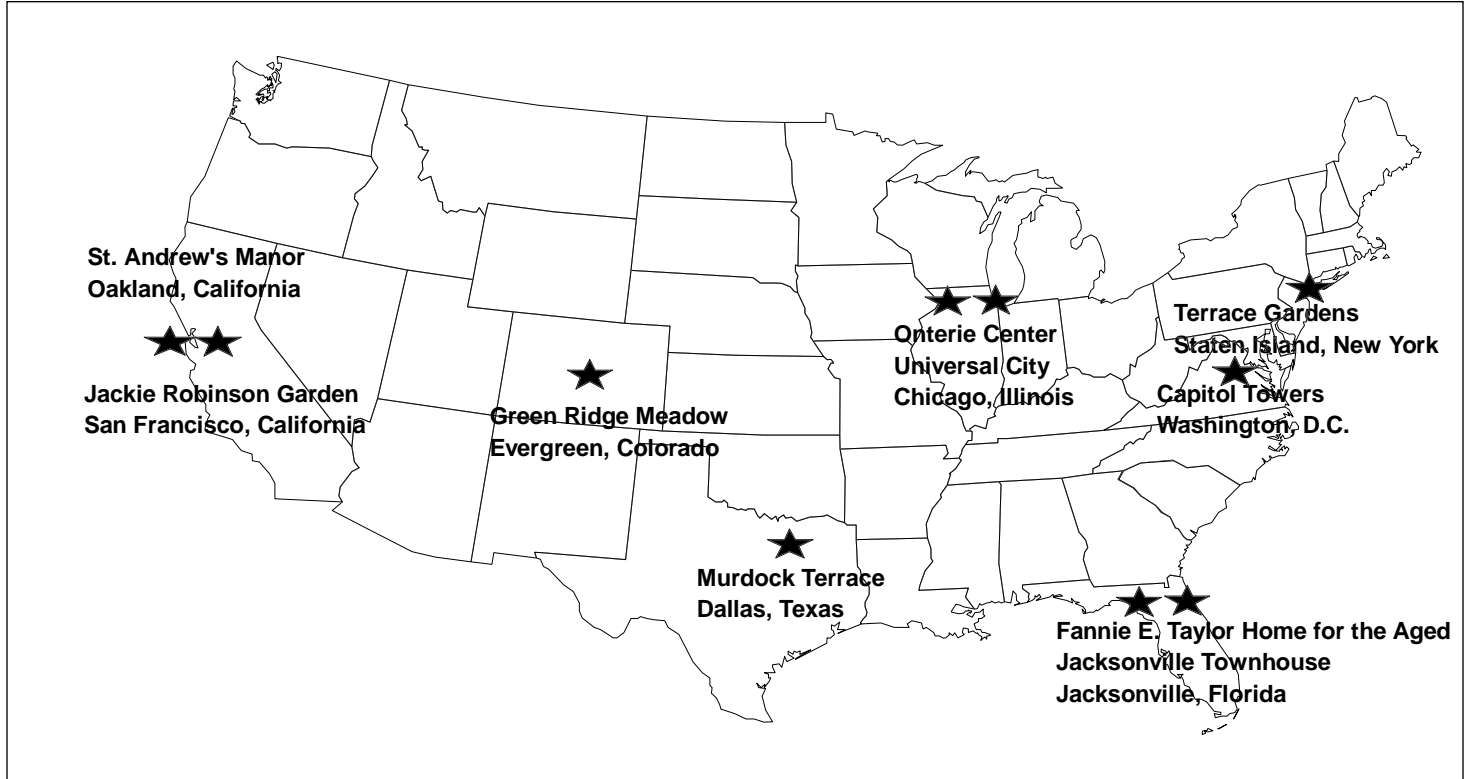 St. Andrew's Manor
Oakland, California
Jackie Robinson Garden
San Francisco, California
Green Ridge Meadow
Evergreen, Colorado
Murdock Terrace
Dallas, Texas
Onterie Center
Universal City
Chicago, Illinois
Terrace Gardens
Staten Island, New York
Capitol Towers
Washington, D.C.
Fannie E. Taylor Home for the Aged
Jacksonville Townhouse
Jacksonville, Florida